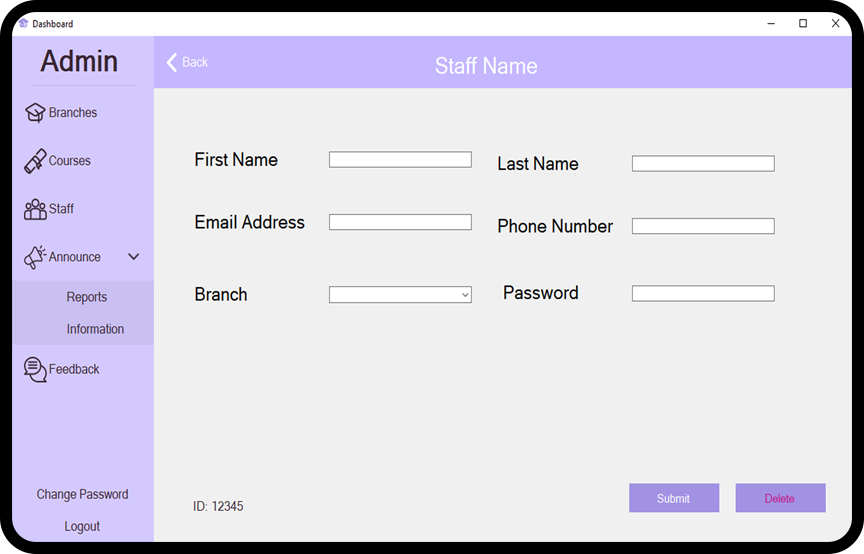 Dashboard
Admin
Branches
Courses
Staff
Announce
Reports
Information
Feedback
Change Password
Logout
Back
Staff Name
First Name
Last Name
Email Address
Phone Number
Branch
Password
ID: 12345
Submit
Delete